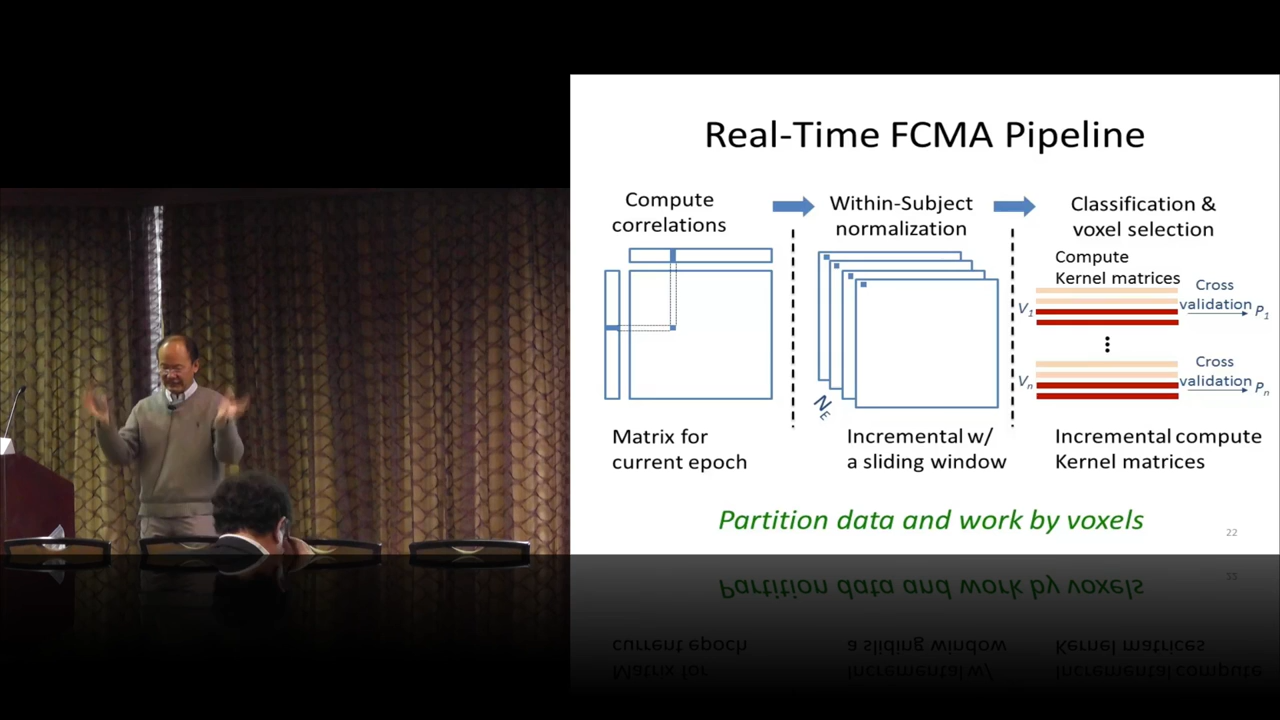 Real-Time FCMA Pipeline
Compute
correlations
Within-Subject
normalization
Classification &
voxel selection
Compute
Kernel matrices
V1
Cross
validation
P1
Vn
Cross
validation
Pn
NE
Matrix for
current epoch
Incremental w/
a sliding window
Incremental compute
Kernel matrices
Partition data and work by voxels
22